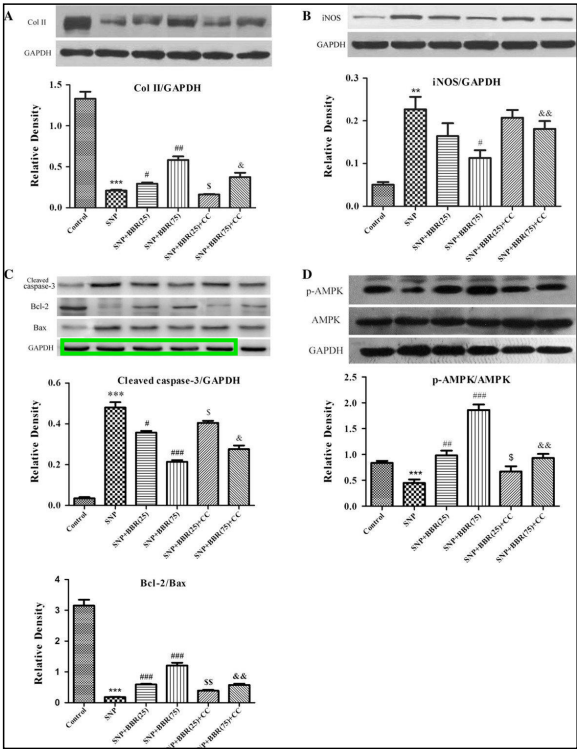 A
Col II
GAPDH
Col II/GAPDH
Relative Density
1.5
1.0
0.5
0.0
***
#
##
$
&
Control
SNP
SNP+BBR(25)
SNP+BBR(75)
SNP+BBR(25)+CC
SNP+BBR(75)+CC
B
iNOS
GAPDH
iNOS/GAPDH
Relative Density
0.3
0.2
0.1
0.0
**
#
&&
Control
SNP
SNP+BBR(25)
SNP+BBR(75)
SNP+BBR(25)+CC
SNP+BBR(75)+CC
C
Cleaved
caspase-3
Bcl-2
Bax
GAPDH
Cleaved caspase-3/GAPDH
Relative Density
0.6
0.4
0.2
0.0
***
#
###
$
&
Control
SNP
SNP+BBR(25)
SNP+BBR(75)
SNP+BBR(25)+CC
SNP+BBR(75)+CC
D
p-AMPK
AMPK
GAPDH
p-AMPK/AMPK
Relative Density
2.5
2.0
1.5
1.0
0.5
0.0
***
##
###
$
&&
Control
SNP
SNP+BBR(25)
SNP+BBR(75)
SNP+BBR(25)+CC
SNP+BBR(75)+CC
Bcl-2/Bax
Relative Density
4
3
2
1
0
***
###
###
$$
&&
Control
SNP
SNP+BBR(25)
SNP+BBR(75)
SNP+BBR(25)+CC
SNP+BBR(75)+CC